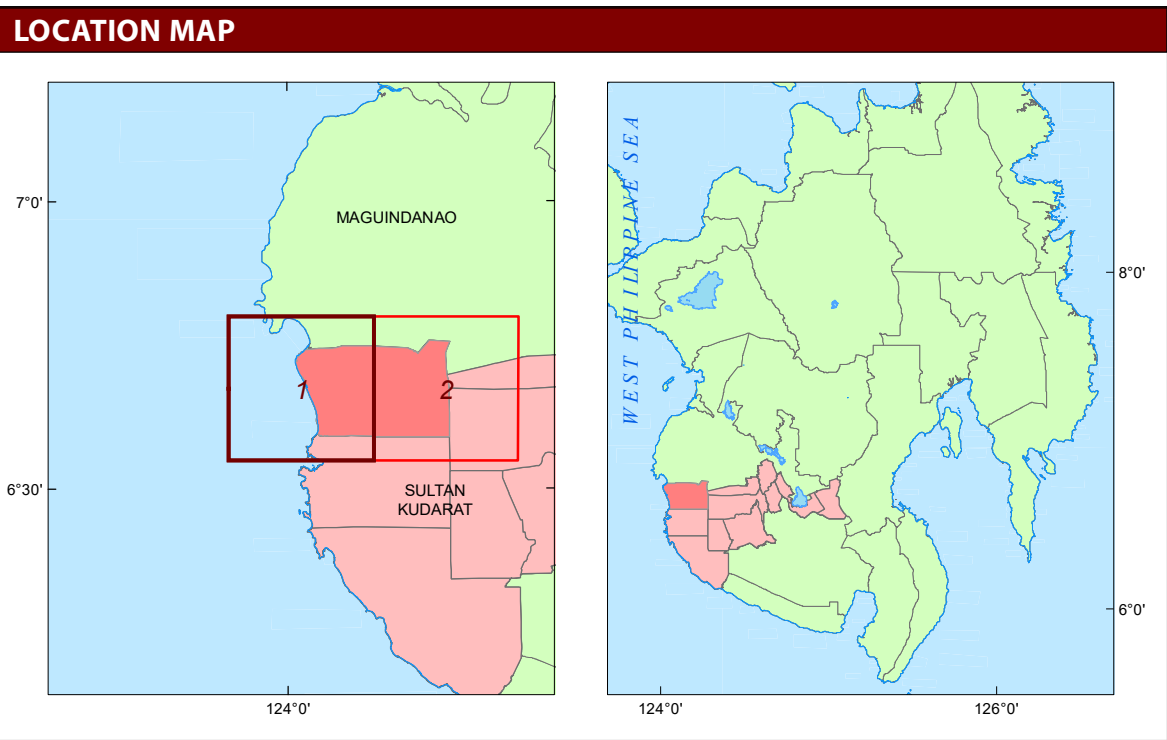 LOCATION MAP
7°0'
MAGUINDANAO
1
2
6°30'
SULTAN
KUDARAT
124°0'
WEST PHILIPPINE SEA
8°0'
6°0'
124°0'
126°0'